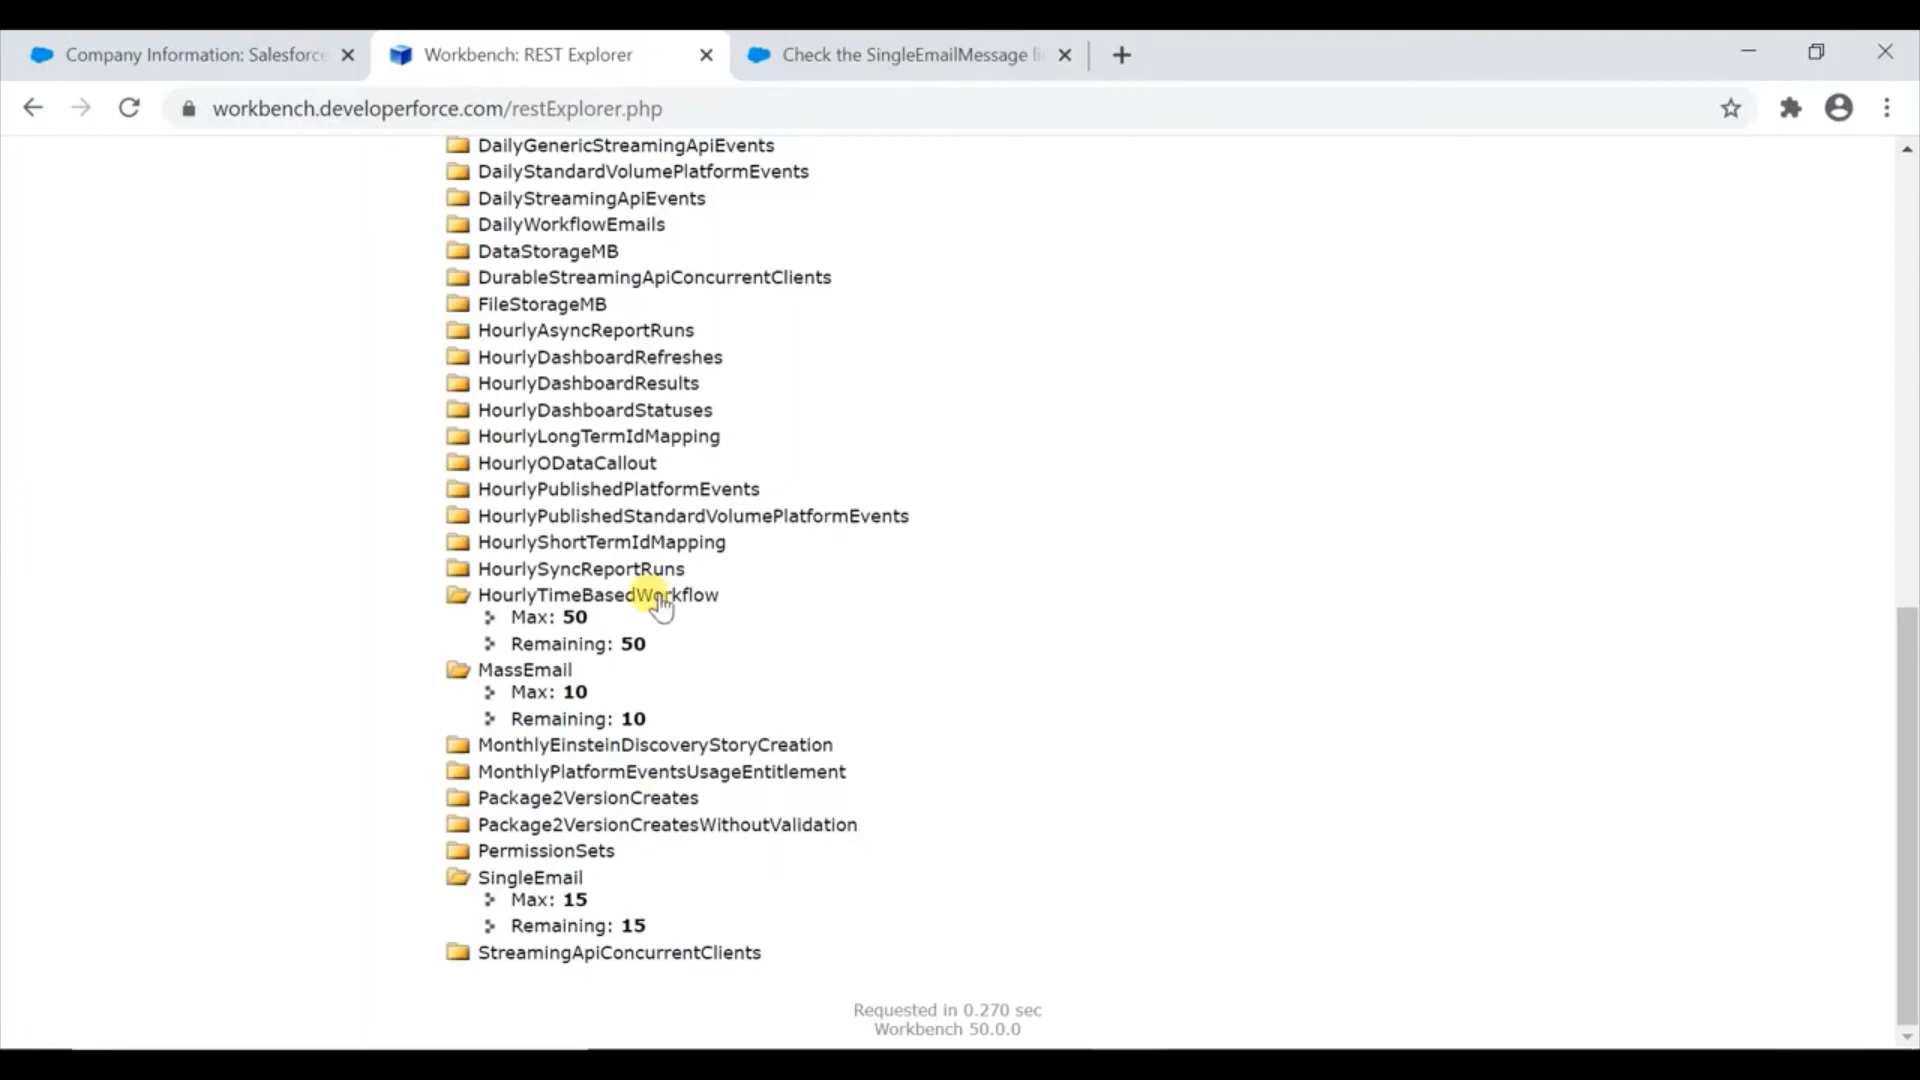 Company Information: Salesforce
Workbench: REST Explorer
Check the SingleEmailMessage li
workbench.developerforce.com/restExplorer.php
DailyGenericStreamingApiEvents
DailyStandardVolumePlatformEvents
DailyStreamingApiEvents
DailyWorkflowEmails
DataStorageMB
DurableStreamingApiConcurrentClients
FileStorageMB
HourlyAsyncReportRuns
HourlyDashboardRefreshes
HourlyDashboardResults
HourlyDashboardStatuses
HourlyLongTermIdMapping
HourlyODataCallout
HourlyPublishedPlatformEvents
HourlyPublishedStandardVolumePlatformEvents
HourlyShortTermIdMapping
HourlySyncReportRuns
HourlyTimeBasedWorkflow
Max: 50
Remaining: 50
MassEmail
Max: 10
Remaining: 10
MonthlyEinsteinDiscoveryStoryCreation
MonthlyPlatformEventsUsageEntitlement
Package2VersionCreates
Package2VersionCreatesWithoutValidation
PermissionSets
SingleEmail
Max: 15
Remaining: 15
StreamingApiConcurrentClients
Requested in 0.270 sec
Workbench 50.0.0